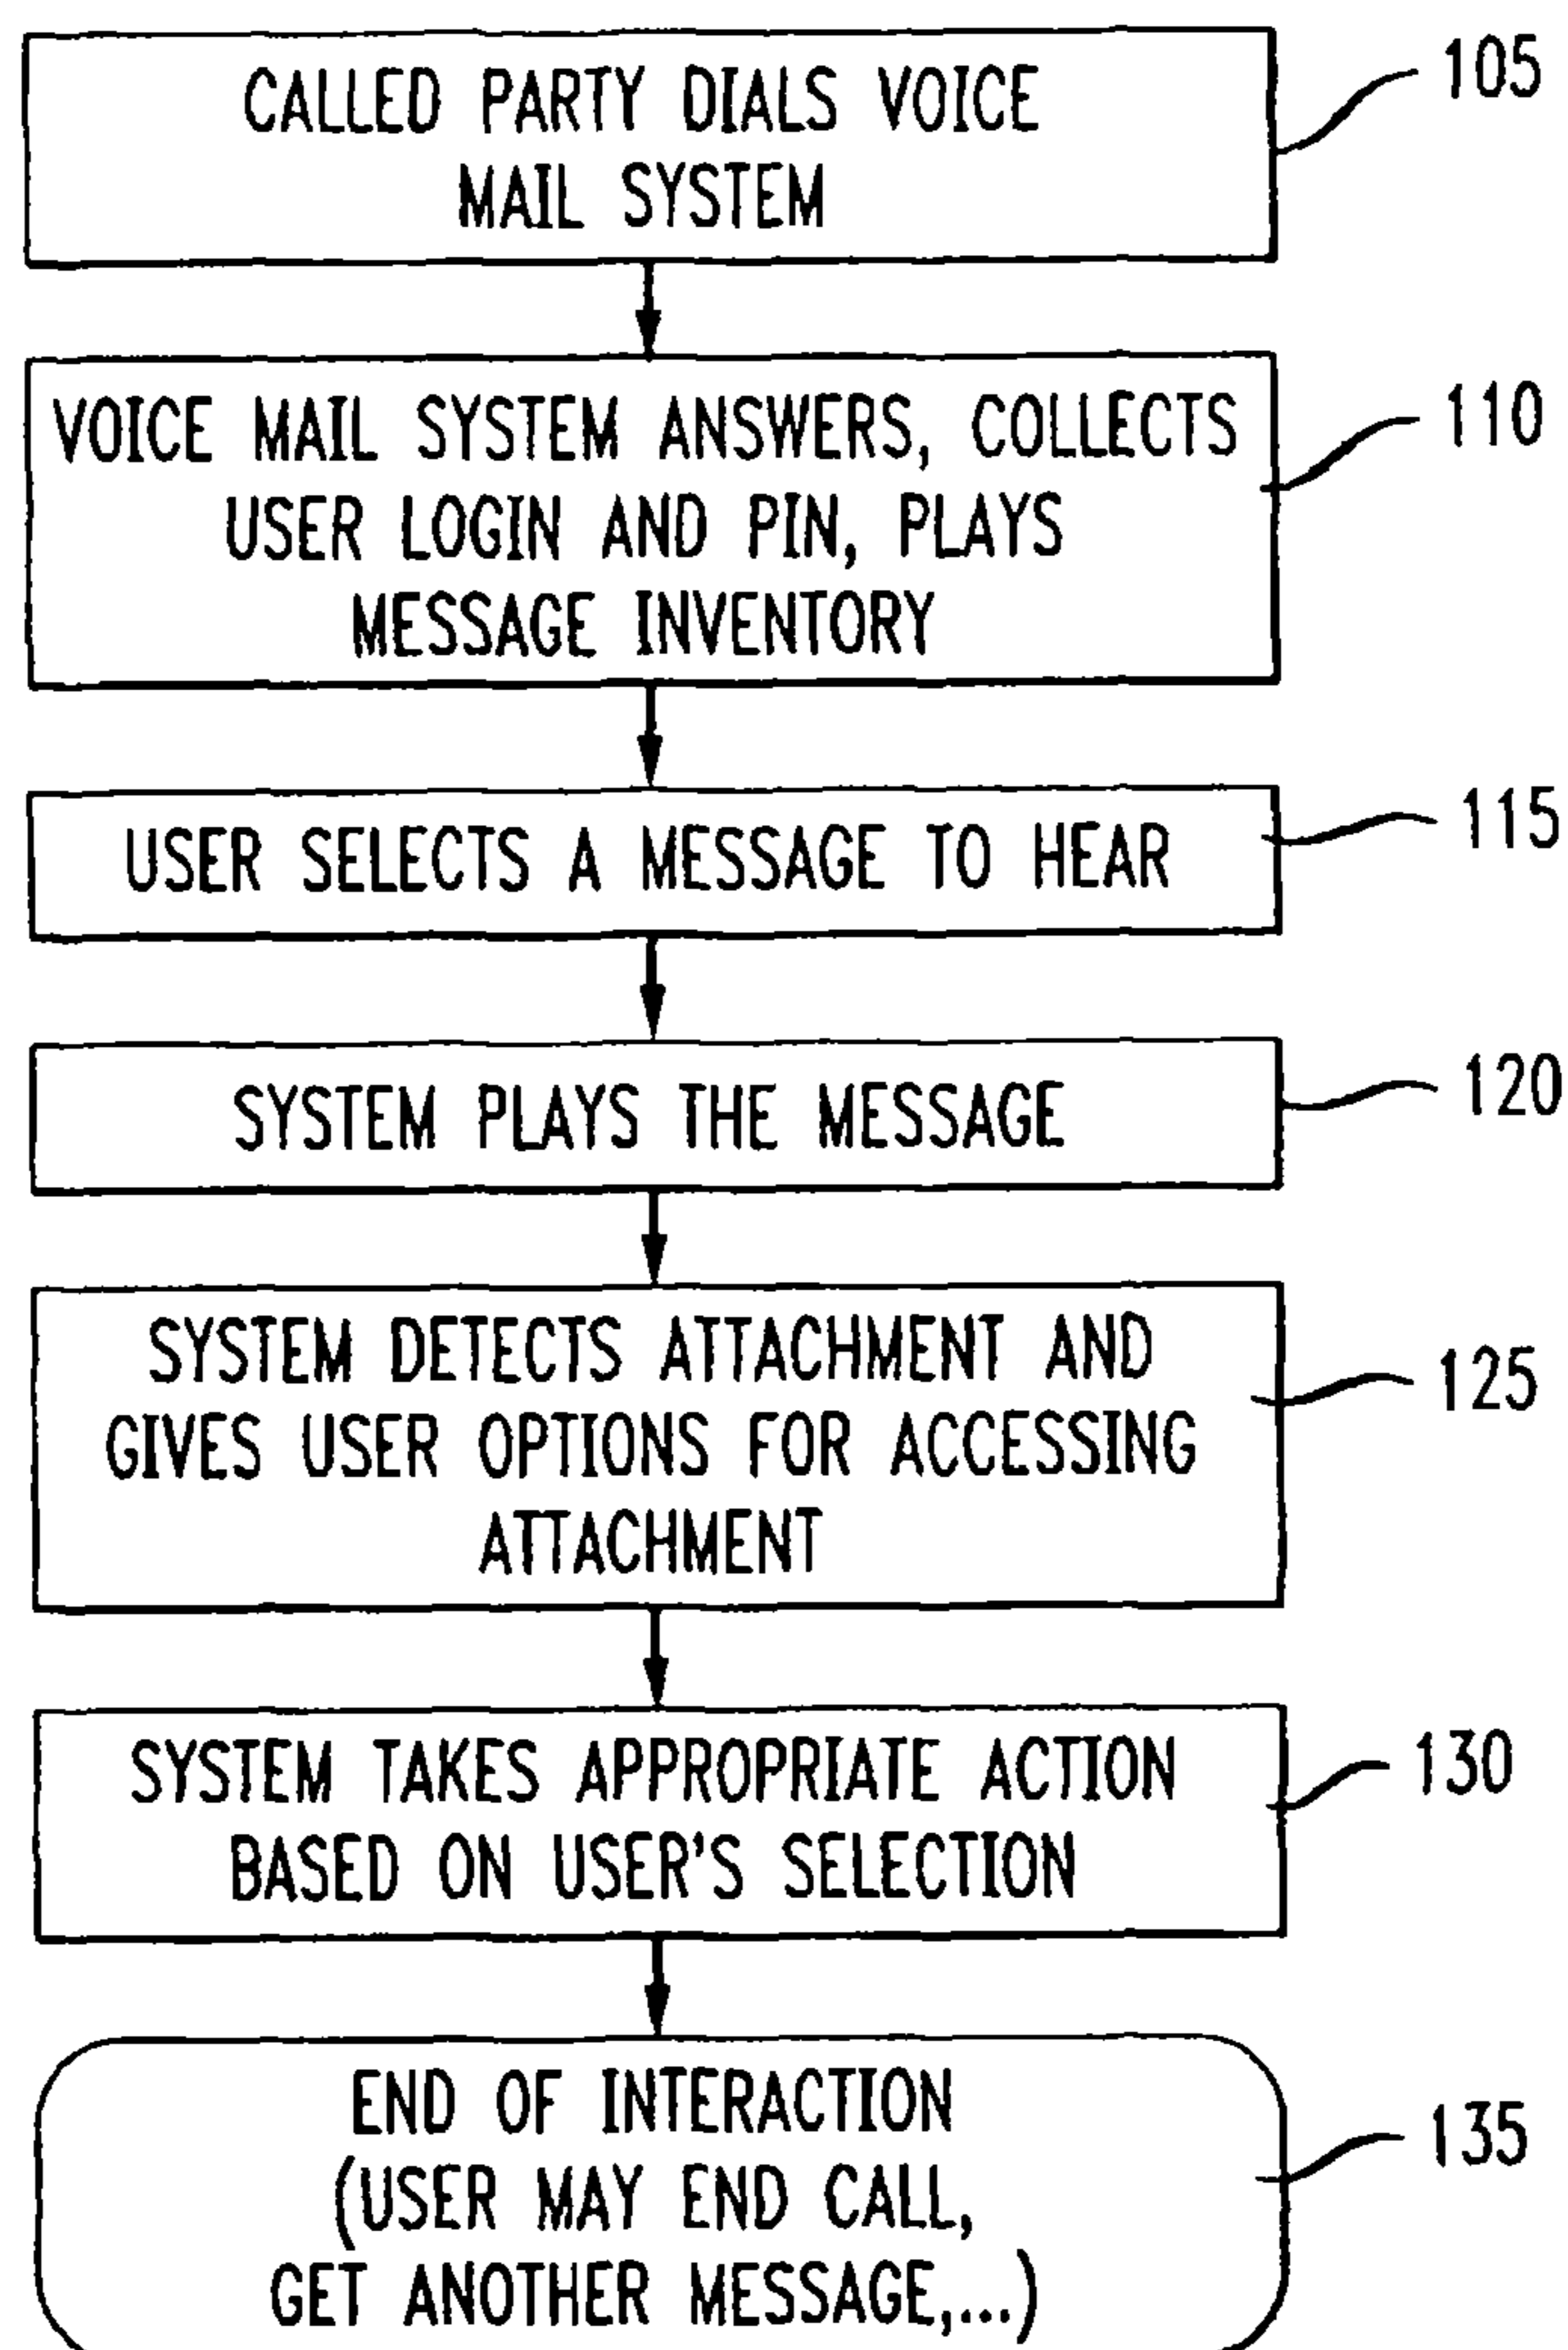 CALLED PARTY DIALS VOICE
MAIL SYSTEM
105
VOICE MAIL SYSTEM ANSWERS, COLLECTS
USER LOGIN AND PIN, PLAYS
MESSAGE INVENTORY
110
USER SELECTS A MESSAGE TO HEAR
115
SYSTEM PLAYS THE MESSAGE
120
SYSTEM DETECTS ATTACHMENT AND
GIVES USER OPTIONS FOR ACCESSING
ATTACHMENT
125
SYSTEM TAKES APPROPRIATE ACTION
BASED ON USER'S SELECTION
130
END OF INTERACTION
(USER MAY END CALL,
GET ANOTHER MESSAGE,...)
135